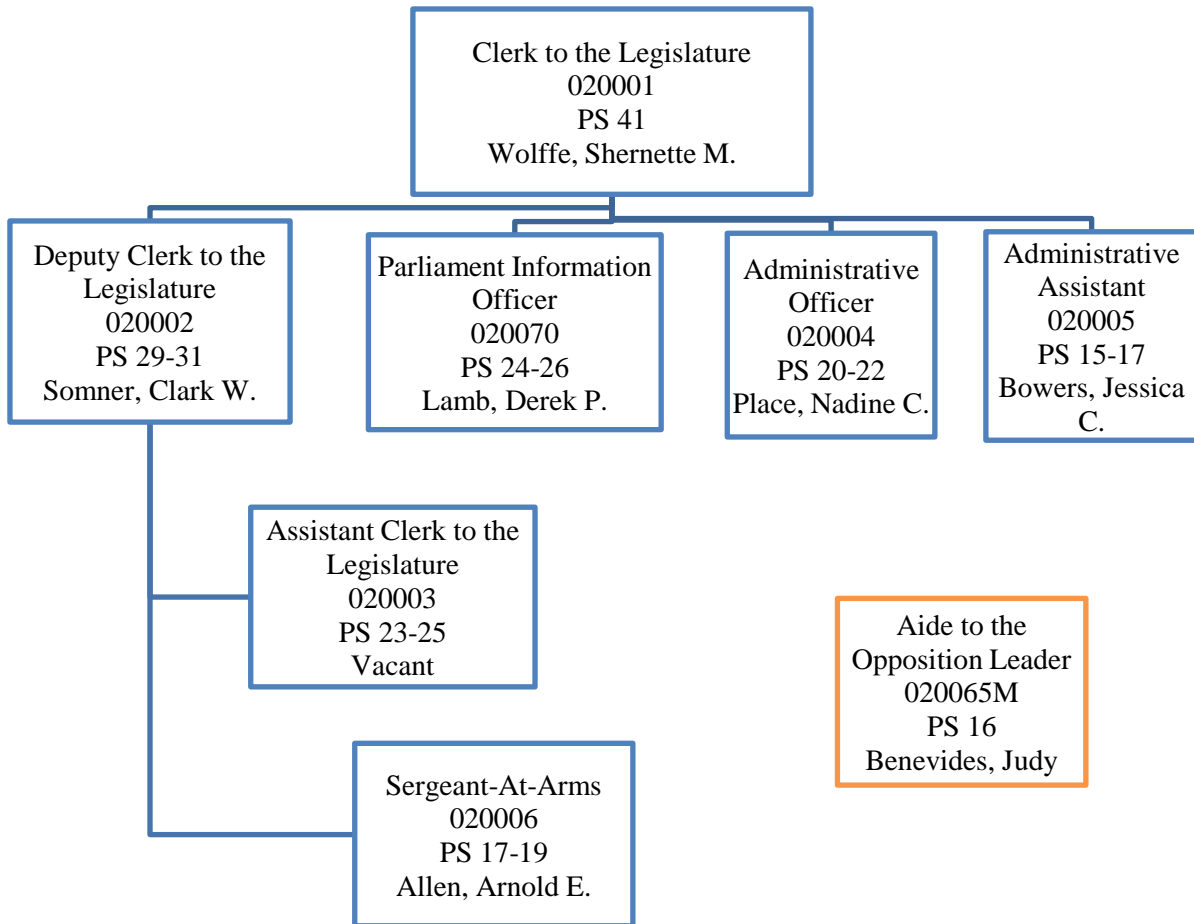 Clerk to the Legislature
020001
PS 41
Wolffe, Shernette M.
Deputy Clerk to the
Legislature
020002
PS 29-31
Somner, Clark W.
Parliament Information
Officer
020070
PS 24-26
Lamb, Derek P.
Administrative
Officer
020004
PS 20-22
Place, Nadine C.
Administrative
Assistant
020005
PS 15-17
Bowers, Jessica
C.
Assistant Clerk to the
Legislature
020003
PS 23-25
Vacant
Aide to the
Opposition Leader
020065M
PS 16
Benevides, Judy
Sergeant-At-Arms
020006
PS 17-19
Allen, Arnold E.